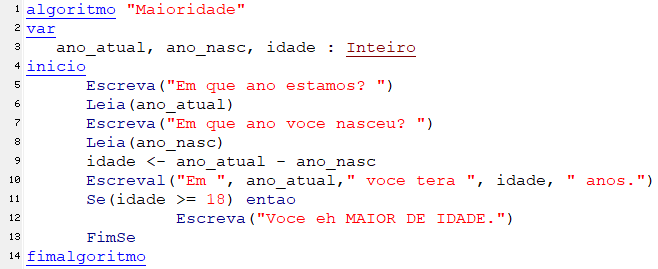 1 algoritmo "Maioridade"
2 var
3 ano_atual, ano_nasc, idade : Inteiro
4 inicio
5 Escreva("Em que ano estamos? ")
6 Leia(ano_atual)
7 Escreva("Em que ano voce nasceu? ")
8 Leia(ano_nasc)
9 idade <- ano_atual - ano_nasc
10 Escreval("Em ", ano_atual," voce tera ", idade, " anos.")
11 Se(idade >= 18) entao
12 Escreva("Voce eh MAIOR DE IDADE.")
13 FimSe
14 fimalgoritmo